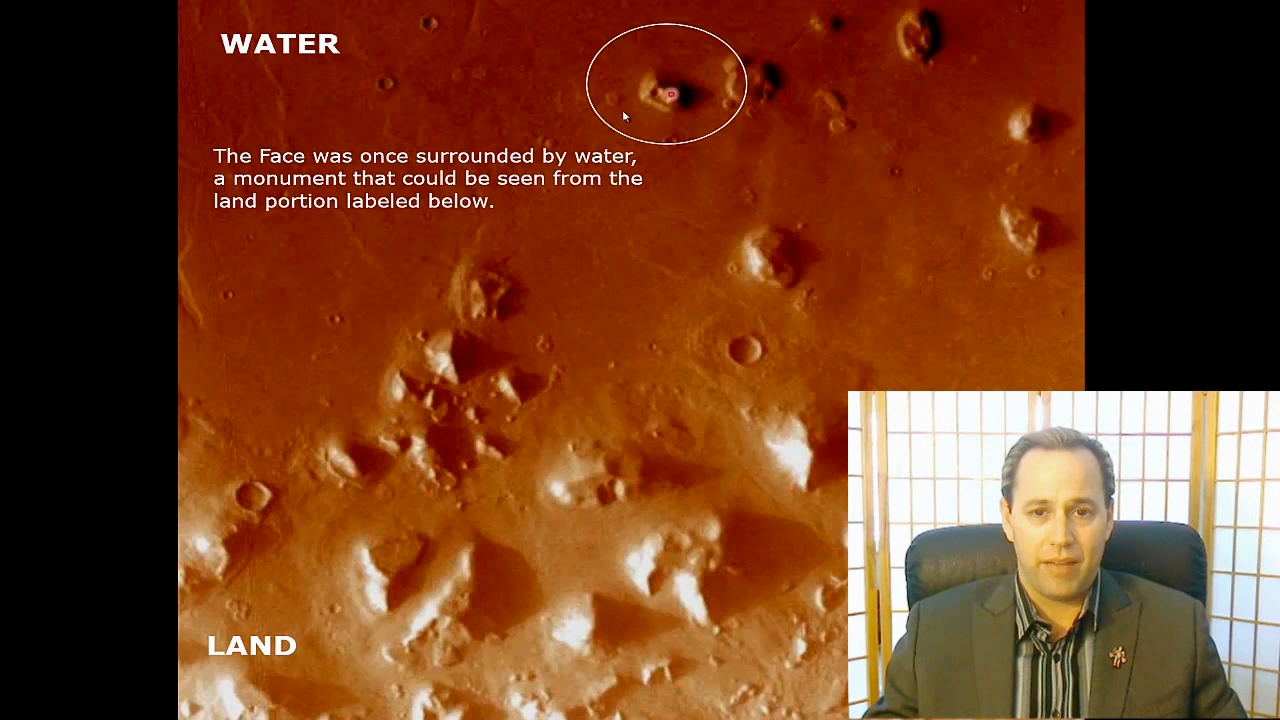 WATER
The Face was once surrounded by water,
a monument that could be seen from the
land portion labeled below.
LAND